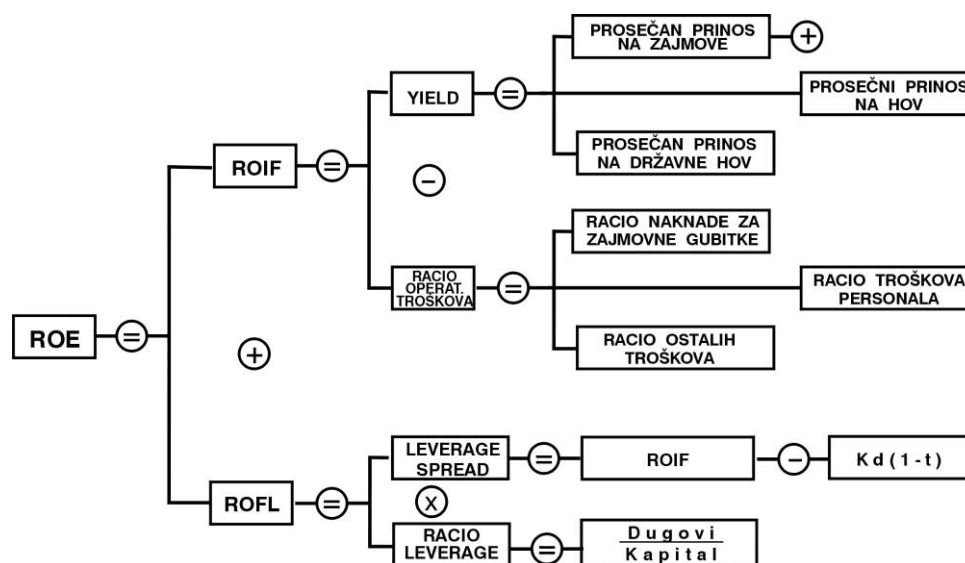 PROSEČAN PRINOS
NA ZAJMOVE
+
YIELD
=
PROSEČNI PRINOS
NA HOV
PROSEČAN PRINOS
NA DRŽAVNE HOV
ROIF
=
−
RACIO NAKNADE ZA
ZAJMOVNE GUBITKE
RACIO
OPERAT.
TROŠKOVA
=
RACIO TROŠKOVA
PERSONALA
RACIO OSTALIH
TROŠKOVA
ROE
=
+
LEVERAGE
SPREAD
=
ROIF
−
Kd(1-t)
ROFL
=
X
RACIO
LEVERAGE
=
Dugovi
Kapital